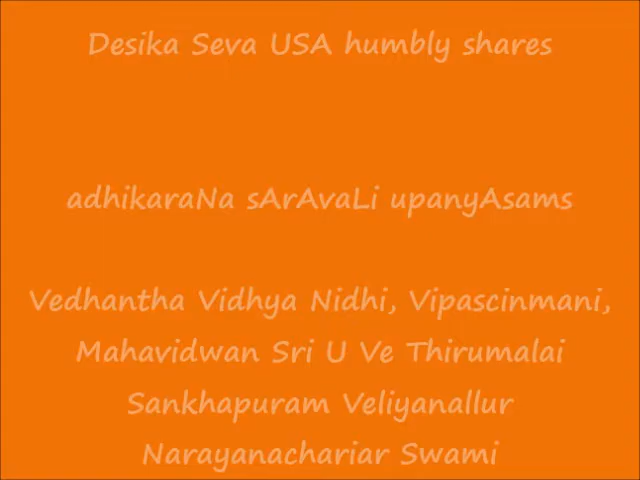 Desika Seva USA humbly shares
adhikaraNa sArAvaLi upanyAsams
Vedhantha Vidhya Nidhi, Vipascinmani,
Mahavidwan Sri U Ve Thirumalai
Sankhapuram Veliyanallur
Narayanachariar Swami